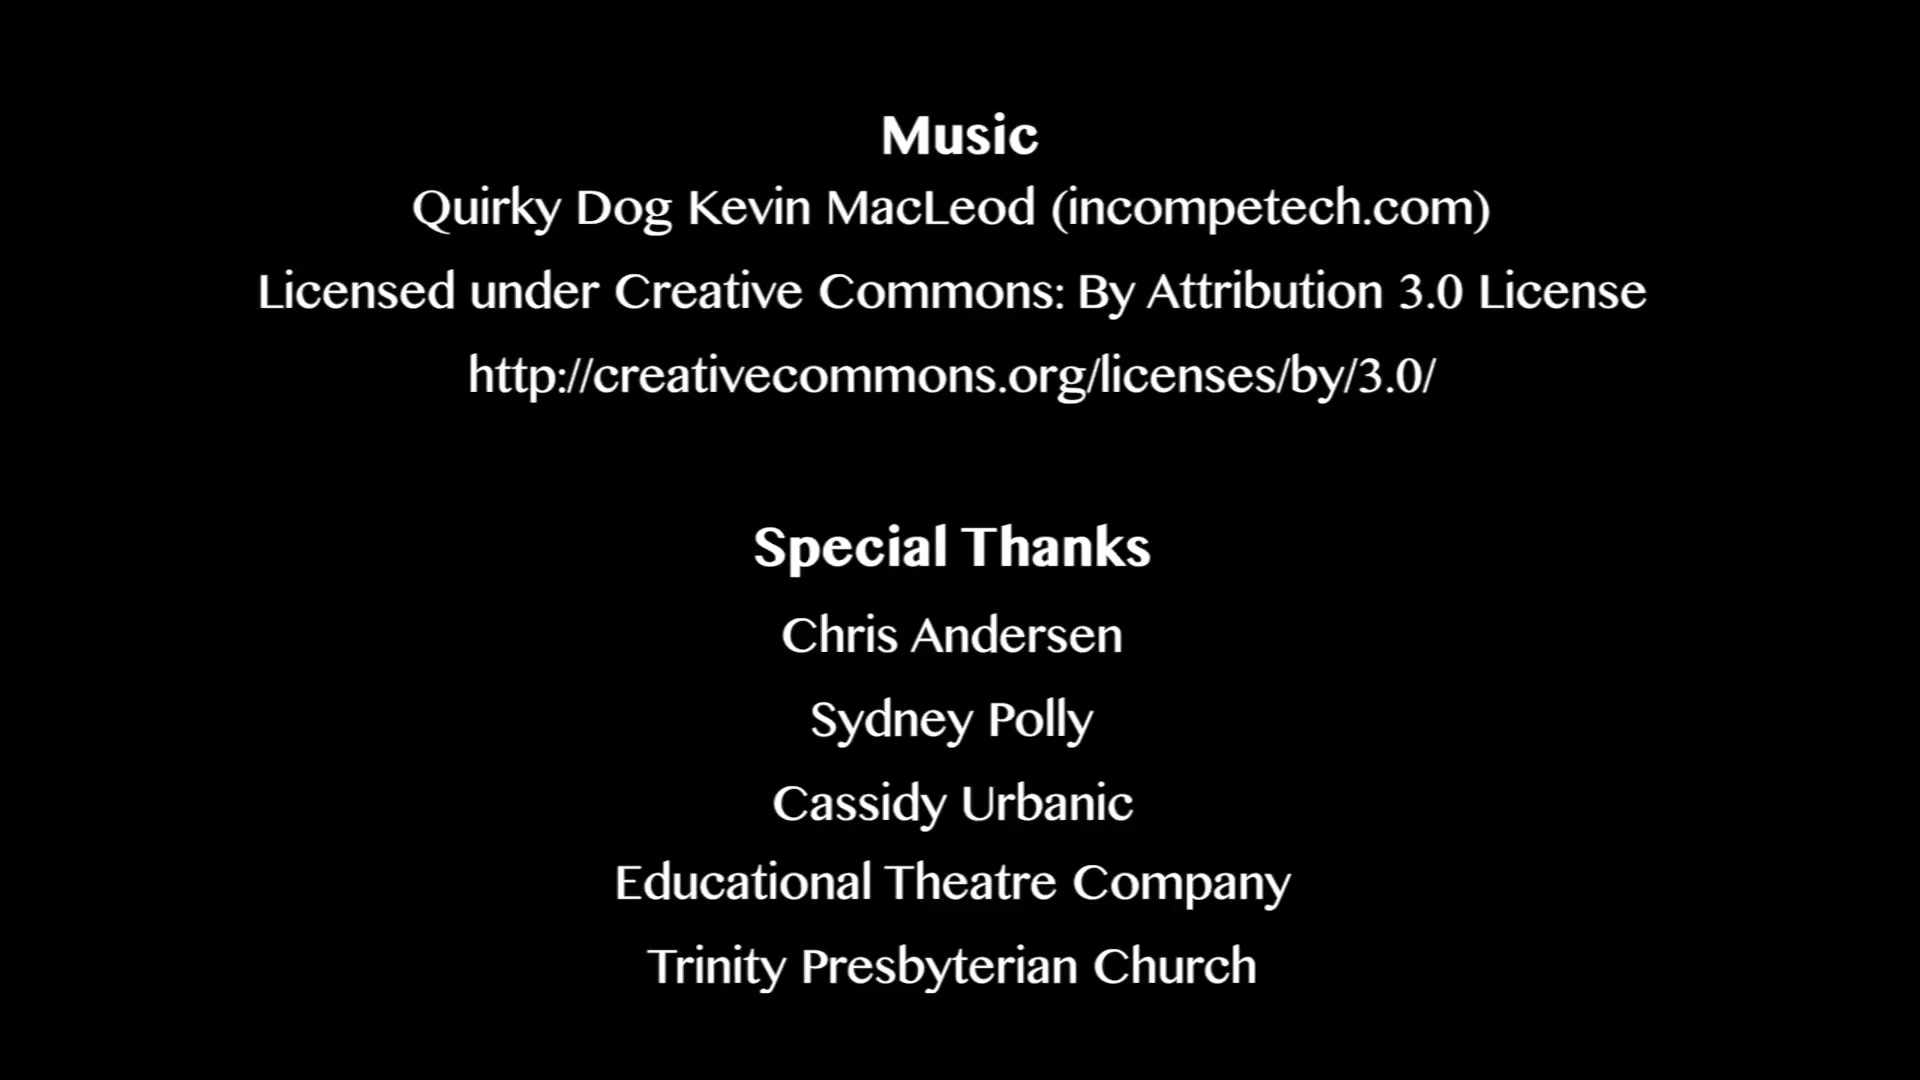 Music
Quirky Dog Kevin MacLeod (incompetech.com)
Licensed under Creative Commons: By Attribution 3.0 License
http://creativecommons.org/licenses/by/3.0/
Special Thanks
Chris Andersen
Sydney Polly
Cassidy Urbanic
Educational Theatre Company
Trinity Presbyterian Church